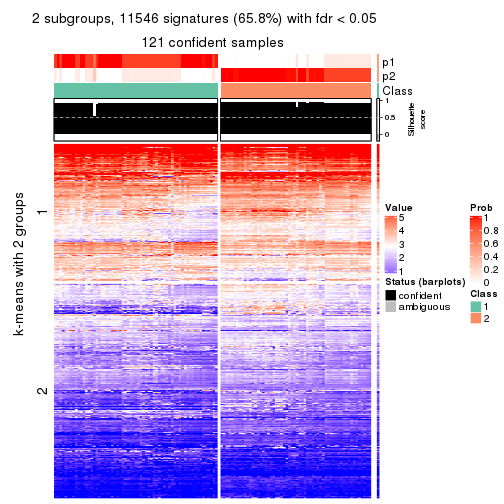 2 subgroups, 11546 signatures (65.8%) with fdr < 0.05
121 confident samples
p1
p2
Class
1
0.5
0
Silhouette
score
k-means with 2 groups
1
2
Value
5
4
3
2
1
Status (barplots)
confident
ambiguous
Prob
1
0.8
0.6
0.4
0.2
0
Class
1
2